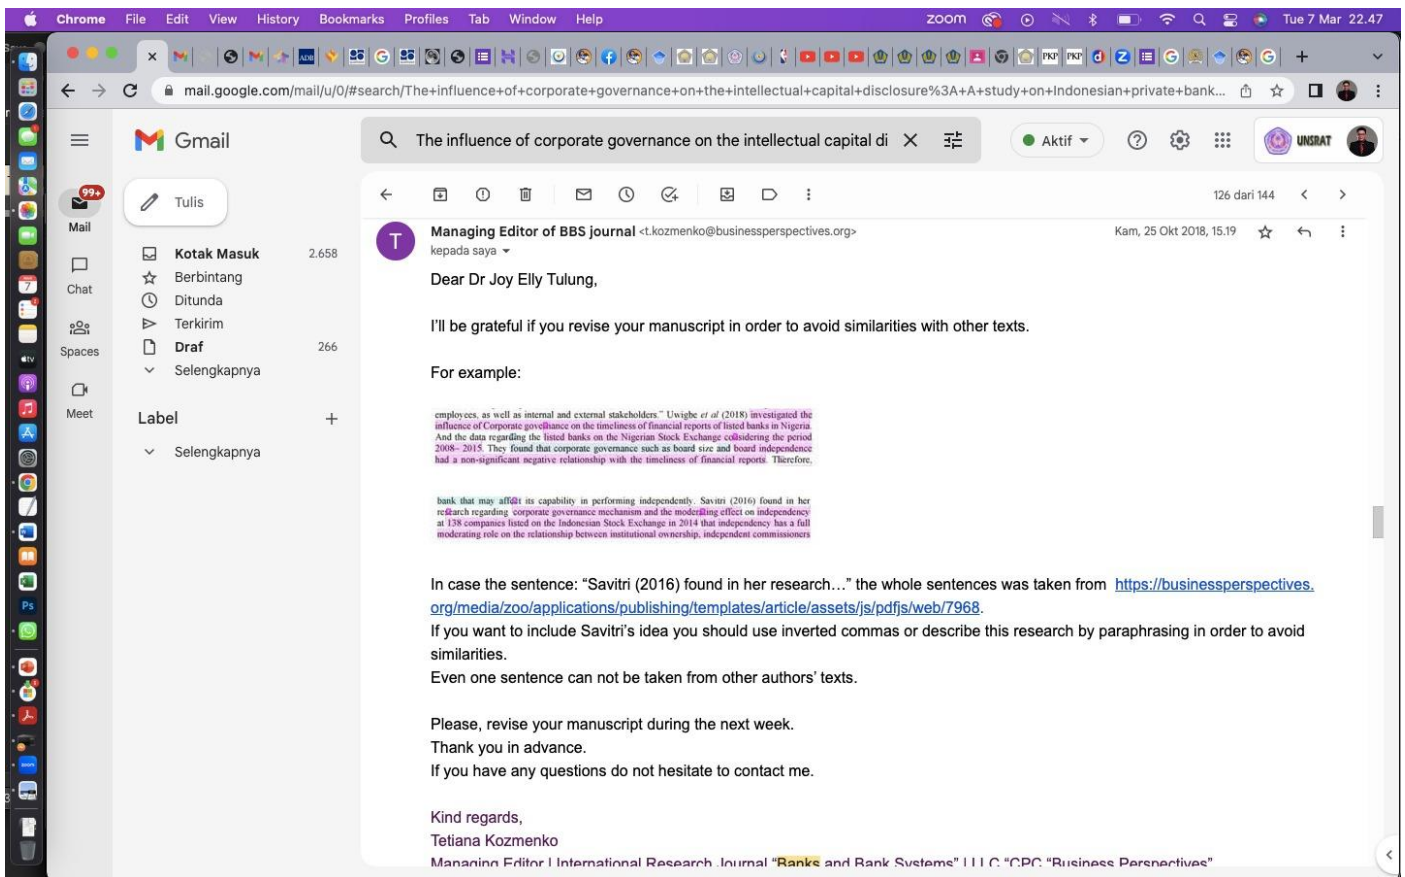 Chrome File Edit View History Bookmarks Profiles Tab Window Help zoom Tue 7 Mar 22.47
mail.google.com/mail/u/0/#search/The+influence+of+corporate+governance+on+the+intellectual+capital+disclosure%3A+A+study+on+Indonesian+private+bank...
Gmail
The influence of corporate governance on the intellectual capital di
Aktif
UNSRAT
99+
Mail
Chat
Spaces
Meet
Tulis
Kotak Masuk 2.658
Berbintang
Ditunda
Terkirim
Draf 266
Selengkapnya
Label
Selengkapnya
126 dari 144
T
Managing Editor of BBS journal <t.kozmenko@businessperspectives.org>
Kam, 25 Okt 2018, 15.19
kepada saya
Dear Dr Joy Elly Tulung,
I'll be grateful if you revise your manuscript in order to avoid similarities with other texts.
For example:
employees, as well as internal and external stakeholders." Uwigbe et al (2018) investigated the
influence of Corporate governance on the timeliness of financial reports of listed banks in Nigeria.
And the data regarding the listed banks on the Nigerian Stock Exchange considering the period
2008– 2015. They found that corporate governance such as board size and board independence
had a non-significant negative relationship with the timeliness of financial reports. Therefore,
bank that may affect its capability in performing independently. Savitri (2016) found in her
research regarding corporate governance mechanism and the moderating effect on independency
at 138 companies listed on the Indonesian Stock Exchange in 2014 that independency has a full
moderating role on the relationship between institutional ownership, independent commissioners
In case the sentence: “Savitri (2016) found in her research…” the whole sentences was taken from https://businessperspectives.
org/media/zoo/applications/publishing/templates/article/assets/js/pdfjs/web/7968.
If you want to include Savitri's idea you should use inverted commas or describe this research by paraphrasing in order to avoid
similarities.
Even one sentence can not be taken from other authors' texts.
Please, revise your manuscript during the next week.
Thank you in advance.
If you have any questions do not hesitate to contact me.
Kind regards,
Tetiana Kozmenko
Managing Editor | International Research Journal “Banks and Bank Systems” | LLC “CPC “Business Perspectives”